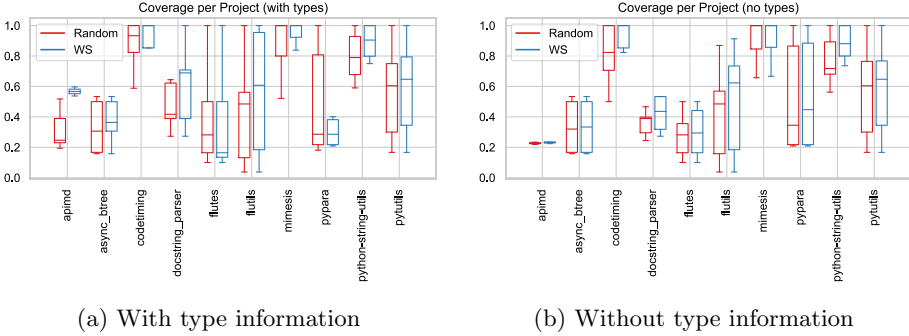 Coverage per Project (with types)
1.0
0.8
0.6
0.4
0.2
0.0
Random
WS
apimd
async_btree
codetiming
docstring_parser
flutes
flutils
mimesis
pypara
python-string-utils
pytutils
(a) With type information
Coverage per Project (no types)
1.0
0.8
0.6
0.4
0.2
0.0
Random
WS
apimd
async_btree
codetiming
docstring_parser
flutes
flutils
mimesis
pypara
python-string-utils
pytutils
(b) Without type information